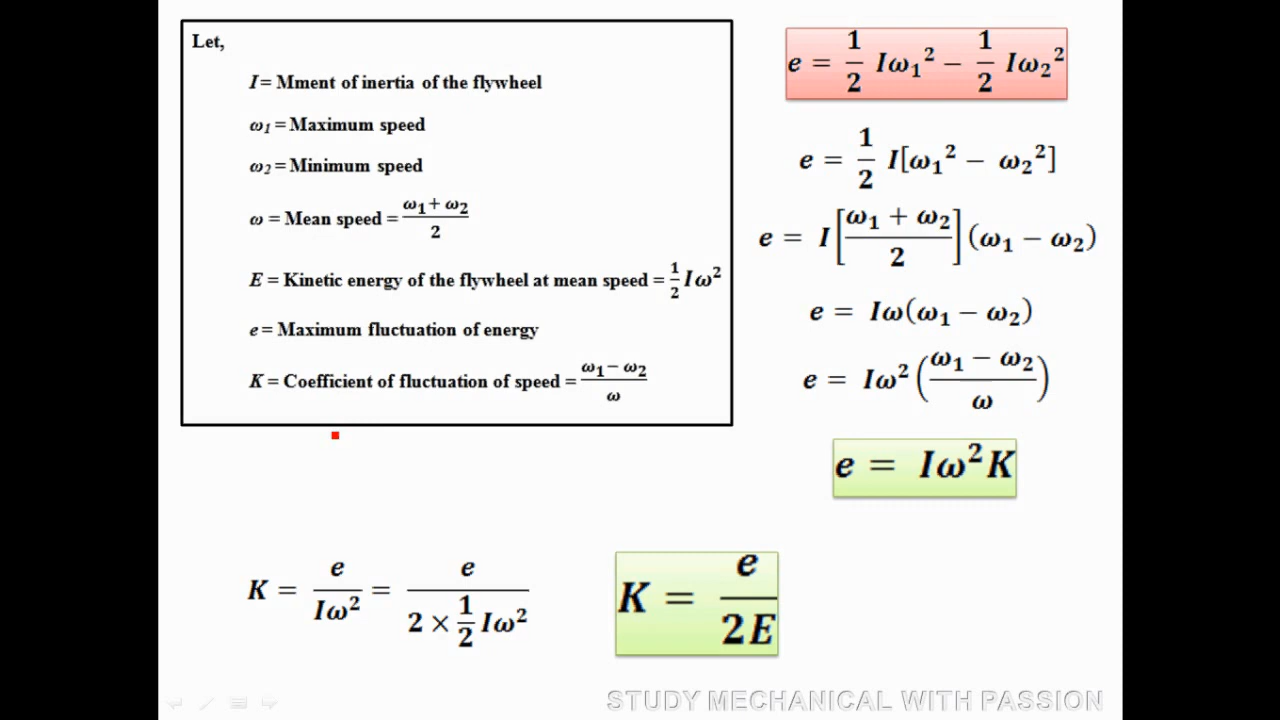 Let,
I = Mment of inertia of the flywheel
ω₁ = Maximum speed
ω₂ = Minimum speed
ω = Mean speed = (ω₁ + ω₂)/2
E = Kinetic energy of the flywheel at mean speed = 1/2 Iω²
e = Maximum fluctuation of energy
K = Coefficient of fluctuation of speed = (ω₁ − ω₂)/ω
e = 1/2 Iω₁² − 1/2 Iω₂²
e = 1/2 I[ω₁² − ω₂²]
e = I[(ω₁ + ω₂)/2](ω₁ − ω₂)
e = Iω(ω₁ − ω₂)
e = Iω²((ω₁ − ω₂)/ω)
e = Iω²K
K = e/(Iω²) = e/(2 × 1/2 Iω²)
K = e/(2E)
STUDY MECHANICAL WITH PASSION